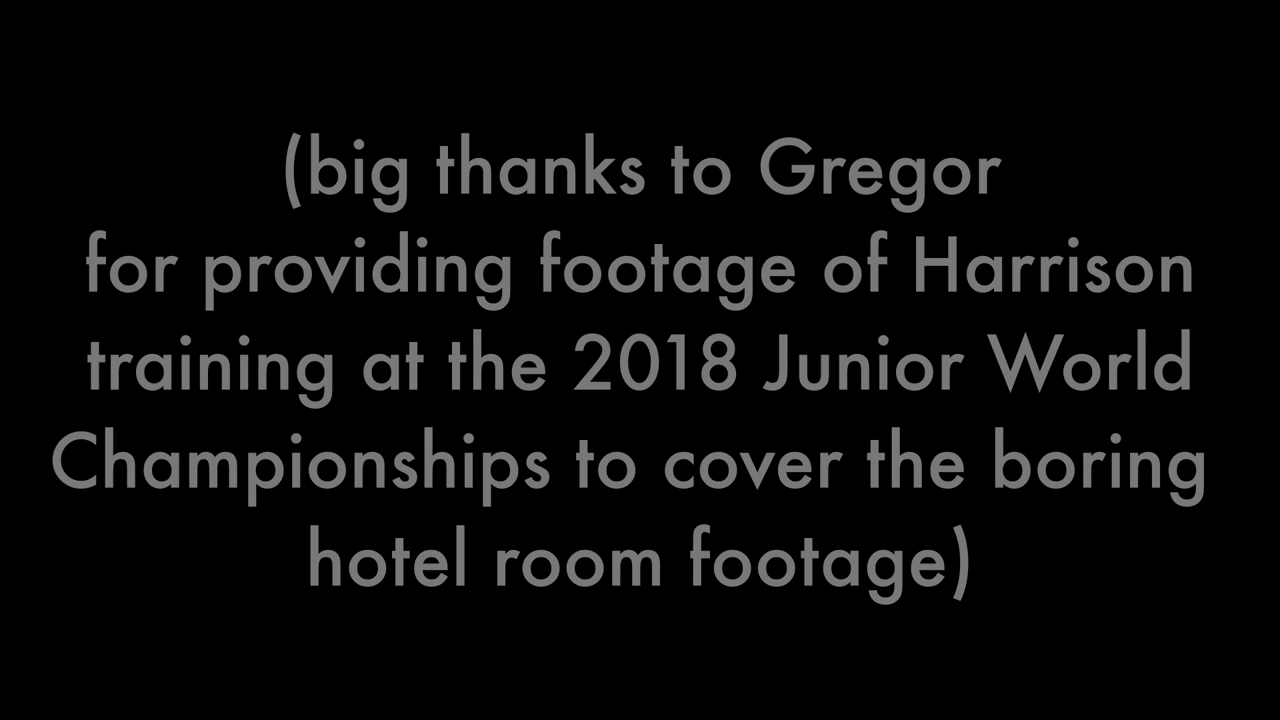 (big thanks to Gregor
for providing footage of Harrison
training at the 2018 Junior World
Championships to cover the boring
hotel room footage)